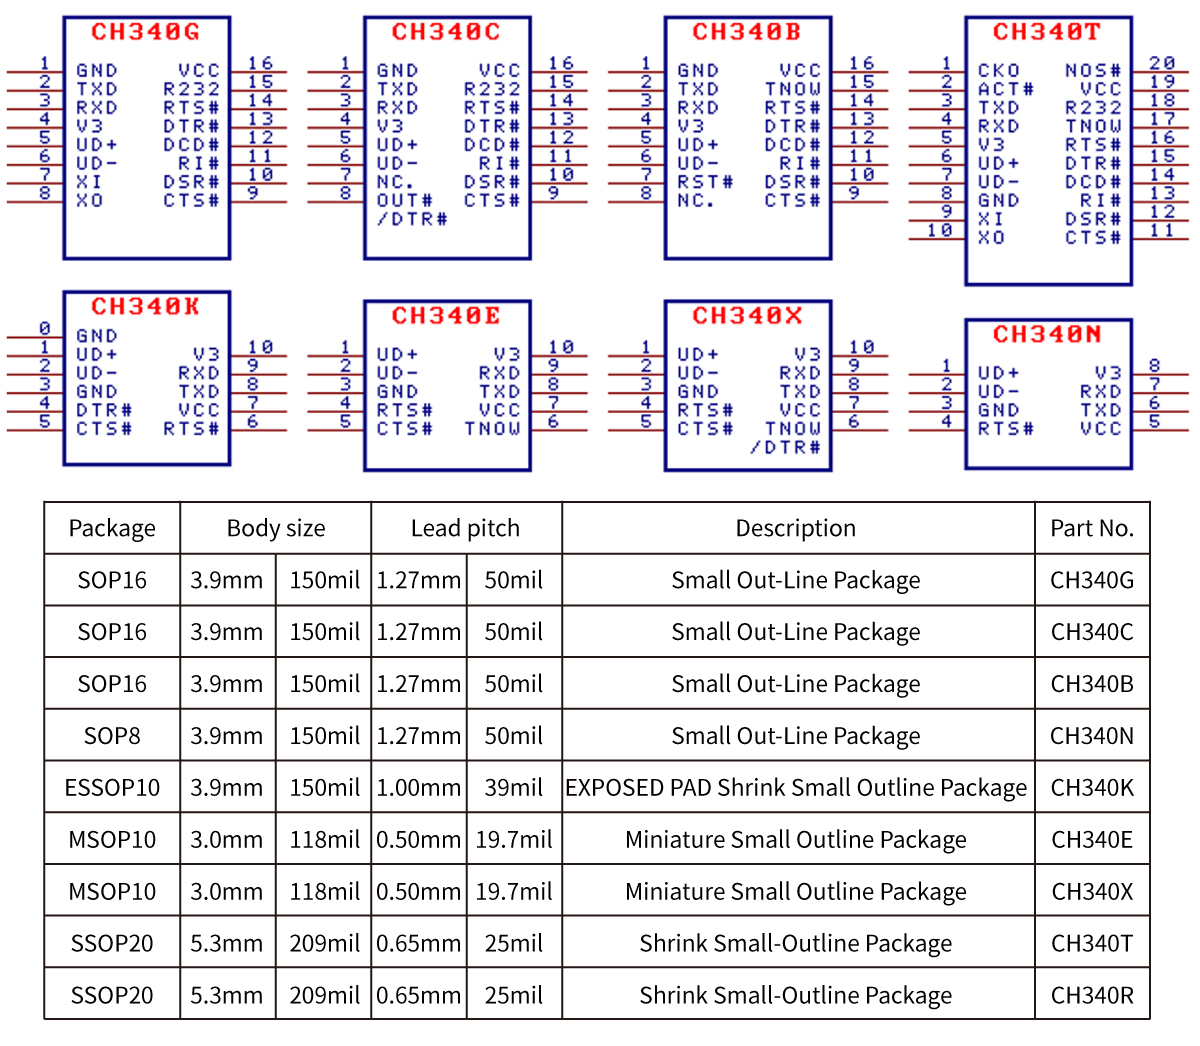 CH340G
1 GND VCC 16
2 TXD R232 15
3 RXD RTS# 14
4 V3 DTR# 13
5 UD+ DCD# 12
6 UD- RI# 11
7 XI DSR# 10
8 XO CTS# 9
CH340C
1 GND VCC 16
2 TXD R232 15
3 RXD RTS# 14
4 V3 DTR# 13
5 UD+ DCD# 12
6 UD- RI# 11
7 NC. DSR# 10
8 OUT# CTS# 9
/DTR#
CH340B
1 GND VCC 16
2 TXD TNOW 15
3 RXD RTS# 14
4 V3 DTR# 13
5 UD+ DCD# 12
6 UD- RI# 11
7 RST# DSR# 10
8 NC. CTS# 9
CH340T
1 CKO NOS# 20
2 ACT# VCC 19
3 TXD R232 18
4 RXD TNOW 17
5 V3 RTS# 16
6 UD+ DTR# 15
7 UD- DCD# 14
8 GND RI# 13
9 XI DSR# 12
10 XO CTS# 11
CH340K
0 GND
1 UD+ V3 10
2 UD- RXD 9
3 GND TXD 8
4 DTR# VCC 7
5 CTS# RTS# 6
CH340E
1 UD+ V3 10
2 UD- RXD 9
3 GND TXD 8
4 RTS# VCC 7
5 CTS# TNOW 6
CH340X
1 UD+ V3 10
2 UD- RXD 9
3 GND TXD 8
4 RTS# VCC 7
5 CTS# TNOW 6
/DTR#
CH340N
1 UD+ V3 8
2 UD- RXD 7
3 GND TXD 6
4 RTS# VCC 5
Package Body size Lead pitch Description Part No.
SOP16 3.9mm 150mil 1.27mm 50mil Small Out-Line Package CH340G
SOP16 3.9mm 150mil 1.27mm 50mil Small Out-Line Package CH340C
SOP16 3.9mm 150mil 1.27mm 50mil Small Out-Line Package CH340B
SOP8 3.9mm 150mil 1.27mm 50mil Small Out-Line Package CH340N
ESSOP10 3.9mm 150mil 1.00mm 39mil EXPOSED PAD Shrink Small Outline Package CH340K
MSOP10 3.0mm 118mil 0.50mm 19.7mil Miniature Small Outline Package CH340E
MSOP10 3.0mm 118mil 0.50mm 19.7mil Miniature Small Outline Package CH340X
SSOP20 5.3mm 209mil 0.65mm 25mil Shrink Small-Outline Package CH340T
SSOP20 5.3mm 209mil 0.65mm 25mil Shrink Small-Outline Package CH340R